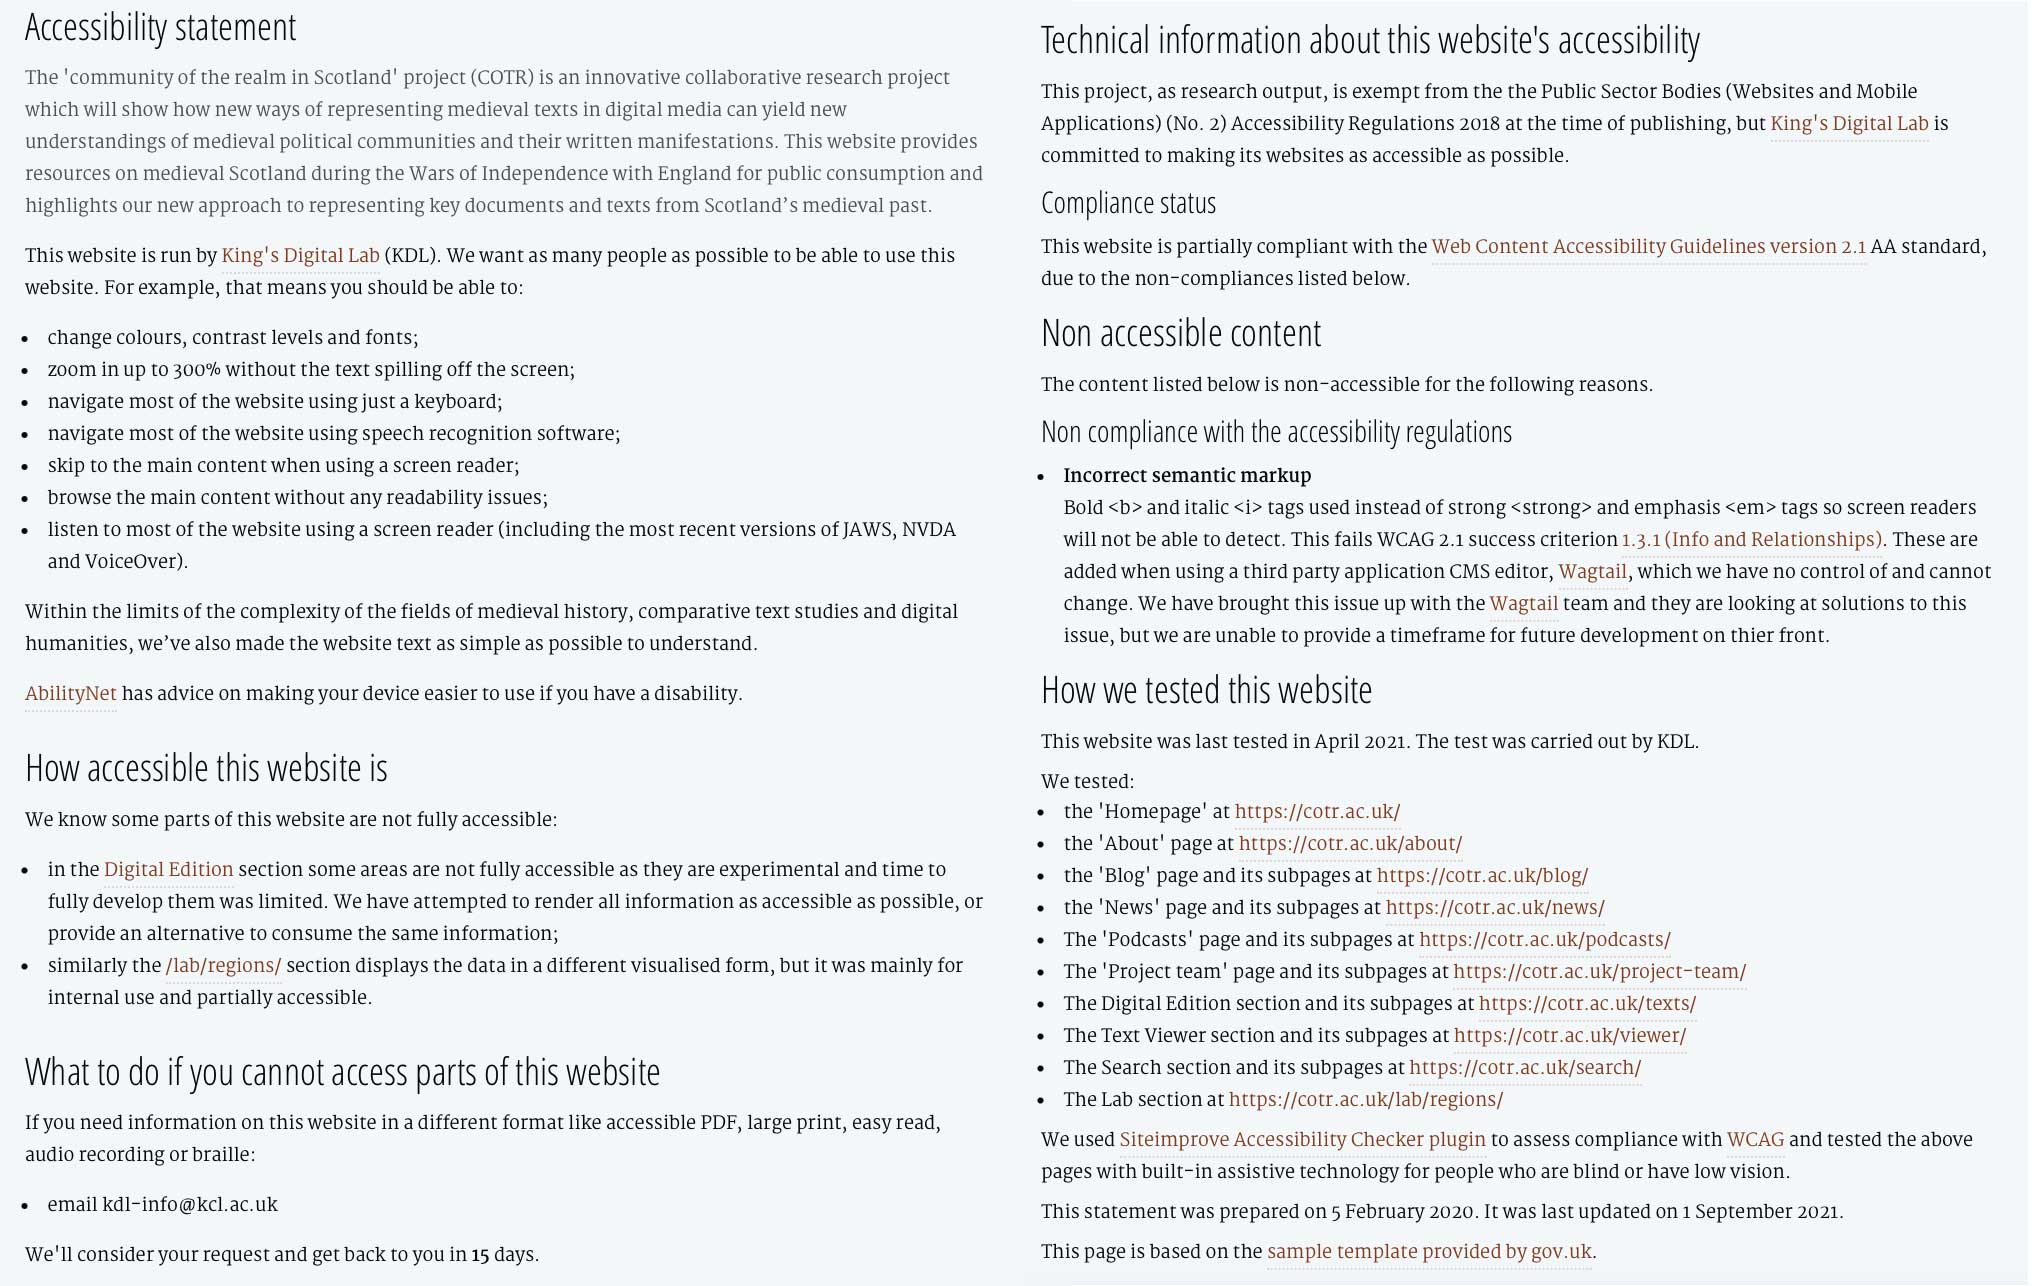 Accessibility statement
The 'community of the realm in Scotland' project (COTR) is an innovative collaborative research project
which will show how new ways of representing medieval texts in digital media can yield new
understandings of medieval political communities and their written manifestations. This website provides
resources on medieval Scotland during the Wars of Independence with England for public consumption and
highlights our new approach to representing key documents and texts from Scotland’s medieval past.
This website is run by King's Digital Lab (KDL). We want as many people as possible to be able to use this
website. For example, that means you should be able to:
• change colours, contrast levels and fonts;
• zoom in up to 300% without the text spilling off the screen;
• navigate most of the website using just a keyboard;
• navigate most of the website using speech recognition software;
• skip to the main content when using a screen reader;
• browse the main content without any readability issues;
• listen to most of the website using a screen reader (including the most recent versions of JAWS, NVDA
and VoiceOver).
Within the limits of the complexity of the fields of medieval history, comparative text studies and digital
humanities, we’ve also made the website text as simple as possible to understand.
AbilityNet has advice on making your device easier to use if you have a disability.
How accessible this website is
We know some parts of this website are not fully accessible:
• in the Digital Edition section some areas are not fully accessible as they are experimental and time to
fully develop them was limited. We have attempted to render all information as accessible as possible, or
provide an alternative to consume the same information;
• similarly the /lab/regions/ section displays the data in a different visualised form, but it was mainly for
internal use and partially accessible.
What to do if you cannot access parts of this website
If you need information on this website in a different format like accessible PDF, large print, easy read,
audio recording or braille:
• email kdl-info@kcl.ac.uk
We'll consider your request and get back to you in 15 days.
Technical information about this website's accessibility
This project, as research output, is exempt from the the Public Sector Bodies (Websites and Mobile
Applications) (No. 2) Accessibility Regulations 2018 at the time of publishing, but King's Digital Lab is
committed to making its websites as accessible as possible.
Compliance status
This website is partially compliant with the Web Content Accessibility Guidelines version 2.1 AA standard,
due to the non-compliances listed below.
Non accessible content
The content listed below is non-accessible for the following reasons.
Non compliance with the accessibility regulations
• Incorrect semantic markup
Bold <b> and italic <i> tags used instead of strong <strong> and emphasis <em> tags so screen readers
will not be able to detect. This fails WCAG 2.1 success criterion 1.3.1 (Info and Relationships). These are
added when using a third party application CMS editor, Wagtail, which we have no control of and cannot
change. We have brought this issue up with the Wagtail team and they are looking at solutions to this
issue, but we are unable to provide a timeframe for future development on thier front.
How we tested this website
This website was last tested in April 2021. The test was carried out by KDL.
We tested:
• the 'Homepage' at https://cotr.ac.uk/
• the 'About' page at https://cotr.ac.uk/about/
• the 'Blog' page and its subpages at https://cotr.ac.uk/blog/
• the 'News' page and its subpages at https://cotr.ac.uk/news/
• The 'Podcasts' page and its subpages at https://cotr.ac.uk/podcasts/
• The 'Project team' page and its subpages at https://cotr.ac.uk/project-team/
• The Digital Edition section and its subpages at https://cotr.ac.uk/texts/
• The Text Viewer section and its subpages at https://cotr.ac.uk/viewer/
• The Search section and its subpages at https://cotr.ac.uk/search/
• The Lab section at https://cotr.ac.uk/lab/regions/
We used Siteimprove Accessibility Checker plugin to assess compliance with WCAG and tested the above
pages with built-in assistive technology for people who are blind or have low vision.
This statement was prepared on 5 February 2020. It was last updated on 1 September 2021.
This page is based on the sample template provided by gov.uk.